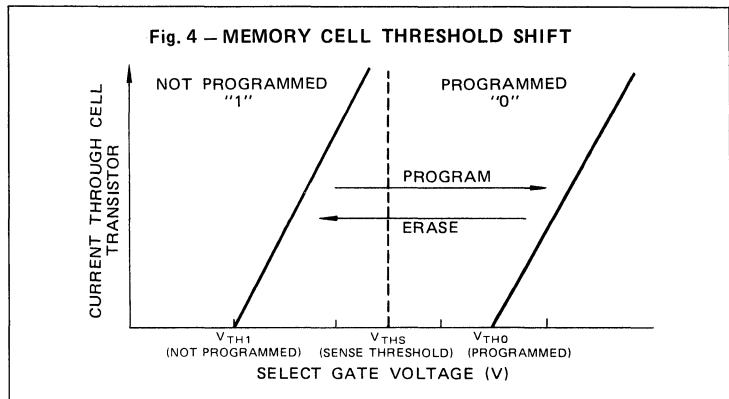 Fig. 4 — MEMORY CELL THRESHOLD SHIFT
NOT PROGRAMMED
"1"
PROGRAMMED
"0"
PROGRAM
ERASE
CURRENT THROUGH CELL
TRANSISTOR
VTH1
(NOT PROGRAMMED)
VTHS
(SENSE THRESHOLD)
VTH0
(PROGRAMMED)
SELECT GATE VOLTAGE (V)